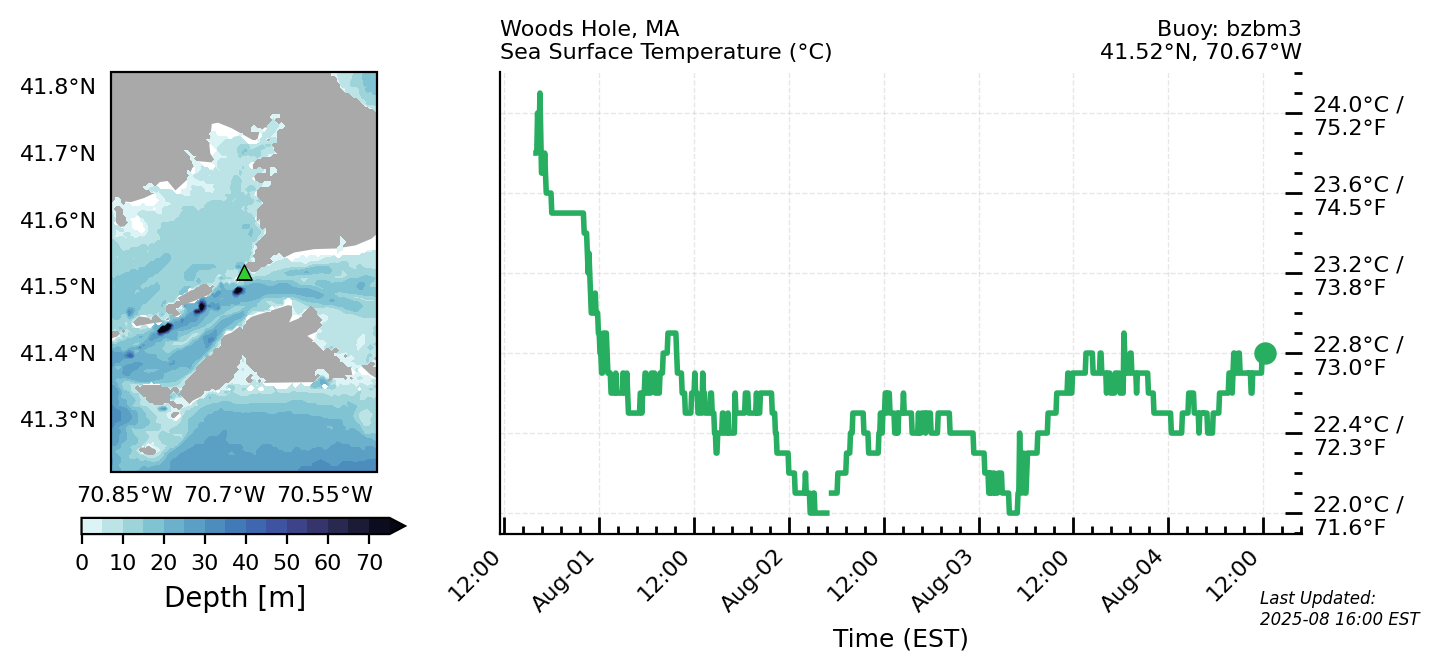 Woods Hole, MA
Sea Surface Temperature (°C)
Buoy: bzbm3
41.52°N, 70.67°W
41.8°N
41.7°N
41.6°N
41.5°N
41.4°N
41.3°N
70.85°W 70.7°W 70.55°W
0 10 20 30 40 50 60 70
Depth [m]
24.0°C /
75.2°F
23.6°C /
74.5°F
23.2°C /
73.8°F
22.8°C /
73.0°F
22.4°C /
72.3°F
22.0°C /
71.6°F
12:00 Aug-01 12:00 Aug-02 12:00 Aug-03 12:00 Aug-04 12:00
Time (EST)
Last Updated:
2025-08 16:00 EST